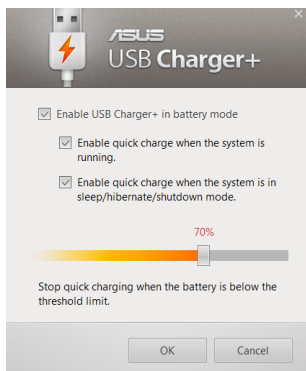 ASUS
USB Charger+
Enable USB Charger+ in battery mode
Enable quick charge when the system is
running.
Enable quick charge when the system is in
sleep/hibernate/shutdown mode.
70%
Stop quick charging when the battery is below the
threshold limit.
OK
Cancel